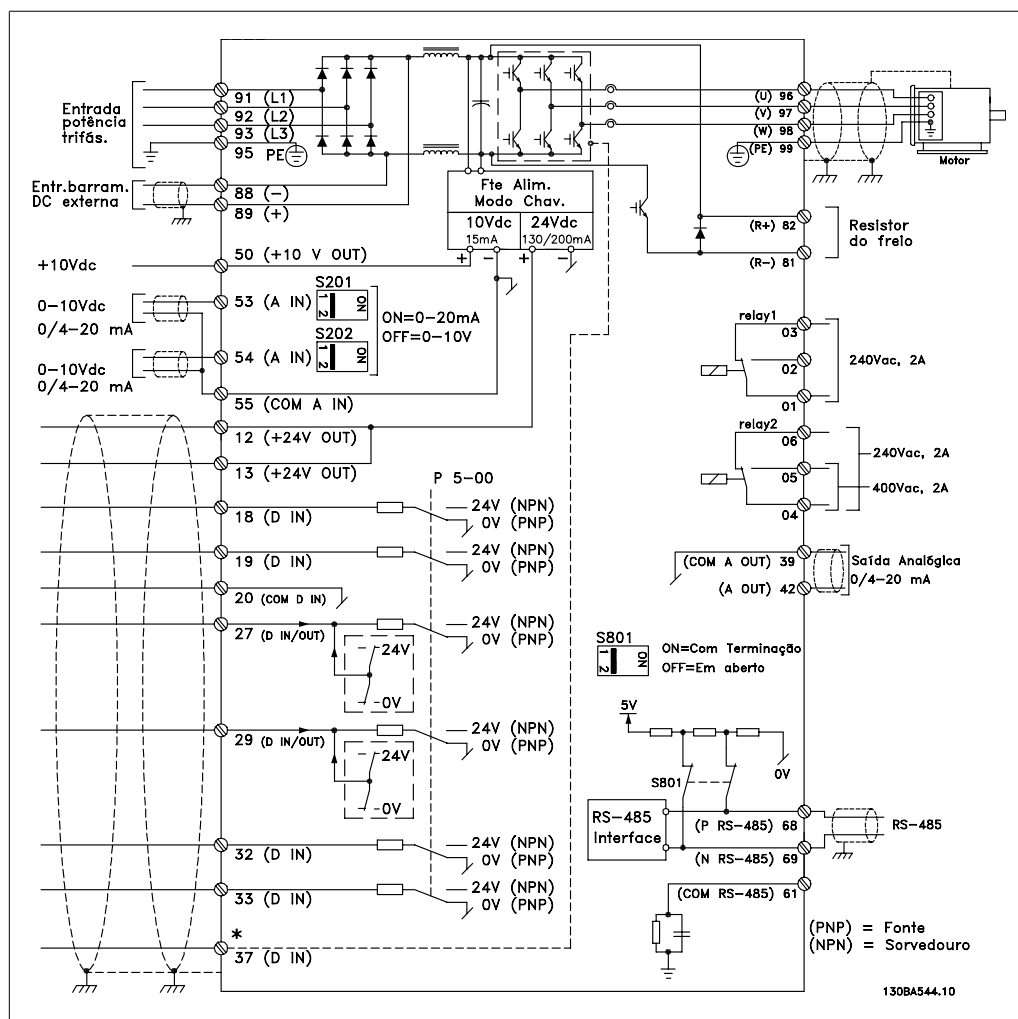 Entrada
potência
trifás.
91 (L1)
92 (L2)
93 (L3)
95 PE
Entr.barram.
DC externa
88 (-)
89 (+)
+10Vdc
50 (+10 V OUT)
0-10Vdc
0/4-20 mA
53 (A IN)
S201
1 2
ON
S202
1 2
ON
ON=0-20mA
OFF=0-10V
0-10Vdc
0/4-20 mA
54 (A IN)
55 (COM A IN)
12 (+24V OUT)
13 (+24V OUT)
18 (D IN)
19 (D IN)
20 (COM D IN)
27 (D IN/OUT)
24V
0V
29 (D IN/OUT)
24V
0V
32 (D IN)
33 (D IN)
*
37 (D IN)
P 5-00
24V (NPN)
0V (PNP)
24V (NPN)
0V (PNP)
24V (NPN)
0V (PNP)
24V (NPN)
0V (PNP)
24V (NPN)
0V (PNP)
24V (NPN)
0V (PNP)
Fte Alim.
Modo Chav.
10Vdc
15mA
24Vdc
130/200mA
+ - + -
(U) 96
(V) 97
(W) 98
(PE) 99
Motor
(R+) 82
(R-) 81
Resistor
do freio
relay1
03
02
01
240Vac, 2A
relay2
06
05
04
240Vac, 2A
400Vac, 2A
(COM A OUT) 39
(A OUT) 42
Saída Analógica
0/4-20 mA
S801
1 2
ON
ON=Com Terminação
OFF=Em aberto
5V
S801
0V
RS-485
Interface
(P RS-485) 68
(N RS-485) 69
(COM RS-485) 61
RS-485
(PNP) = Fonte
(NPN) = Sorvedouro
130BA544.10